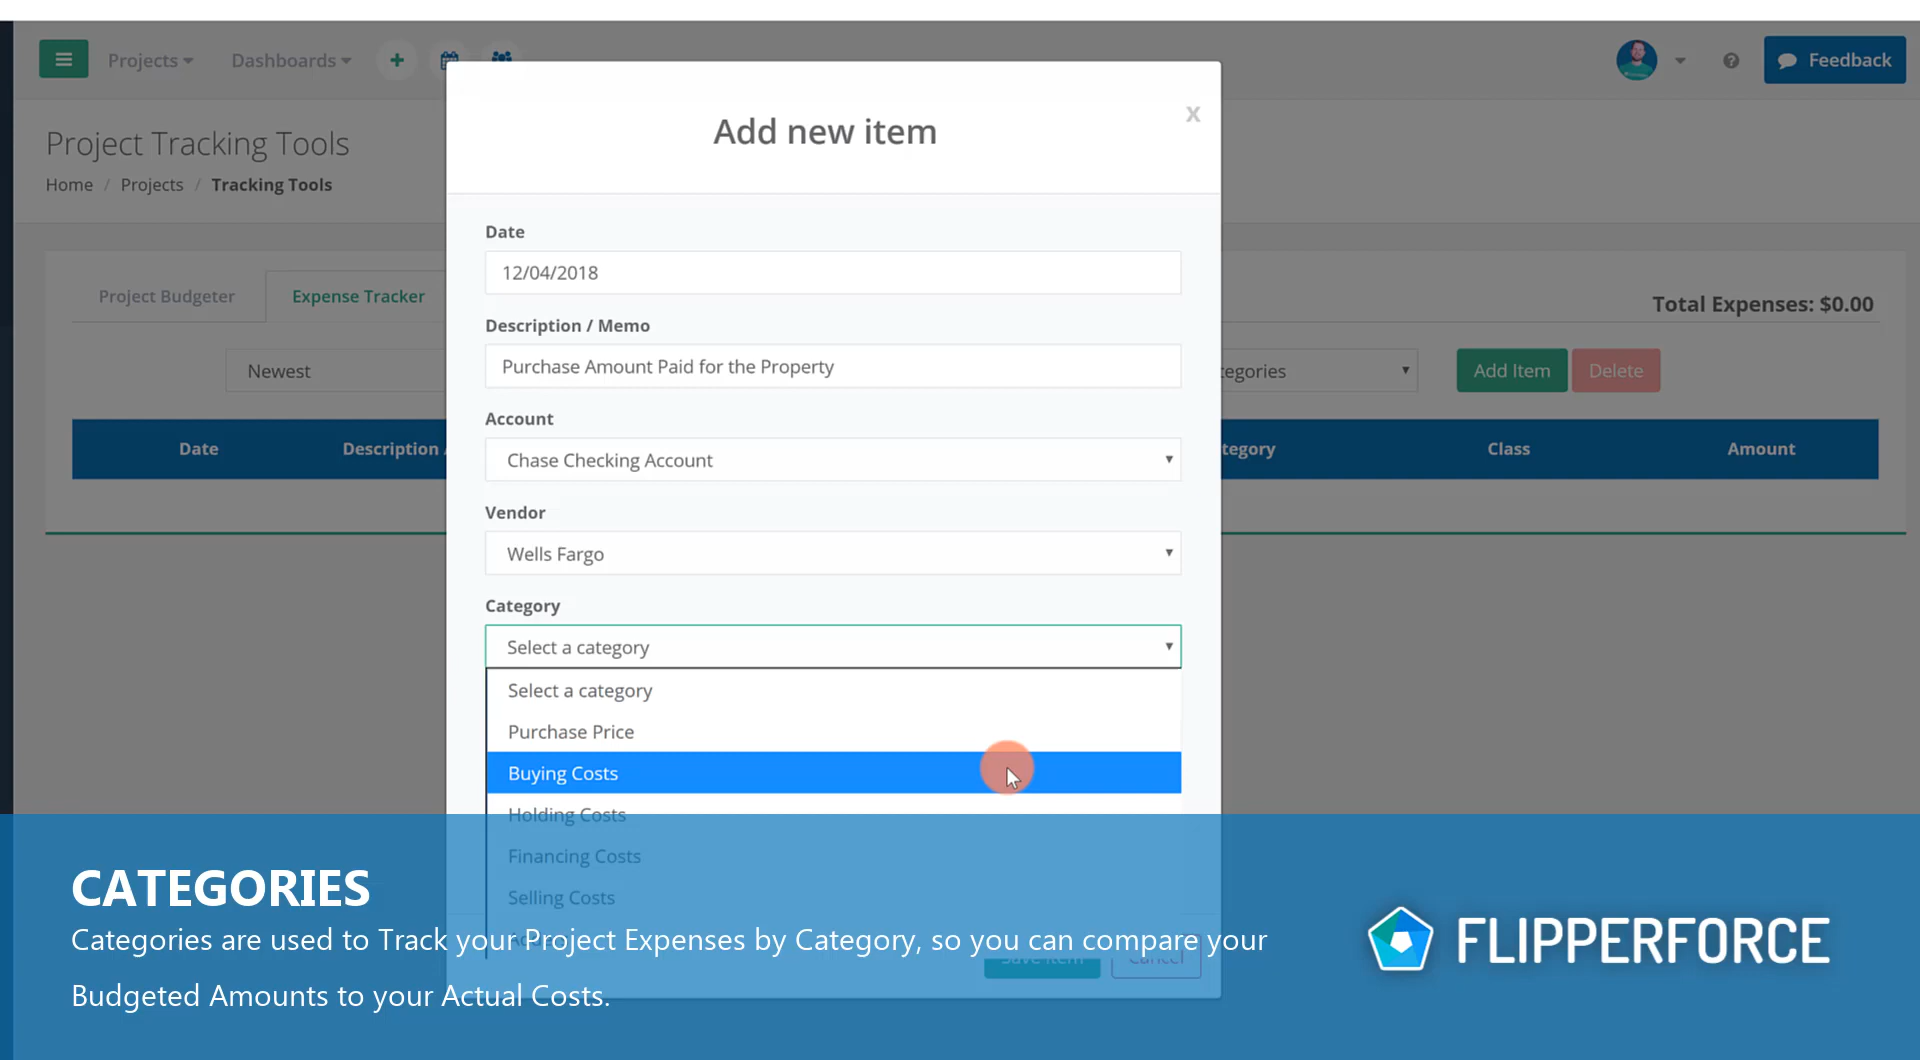 Projects
Dashboards
Feedback
Project Tracking Tools
Home / Projects / Tracking Tools
Add new item
x
Date
12/04/2018
Project Budgeter
Expense Tracker
Total Expenses: $0.00
Description / Memo
Purchase Amount Paid for the Property
Newest
tegories
Add Item
Delete
Account
Chase Checking Account
Date
Description /
tegory
Class
Amount
Vendor
Wells Fargo
Category
Select a category
Select a category
Purchase Price
Buying Costs
Holding Costs
Financing Costs
Selling Costs
Save Item
Cancel
CATEGORIES
Categories are used to Track your Project Expenses by Category, so you can compare your
Budgeted Amounts to your Actual Costs.
FLIPPERFORCE